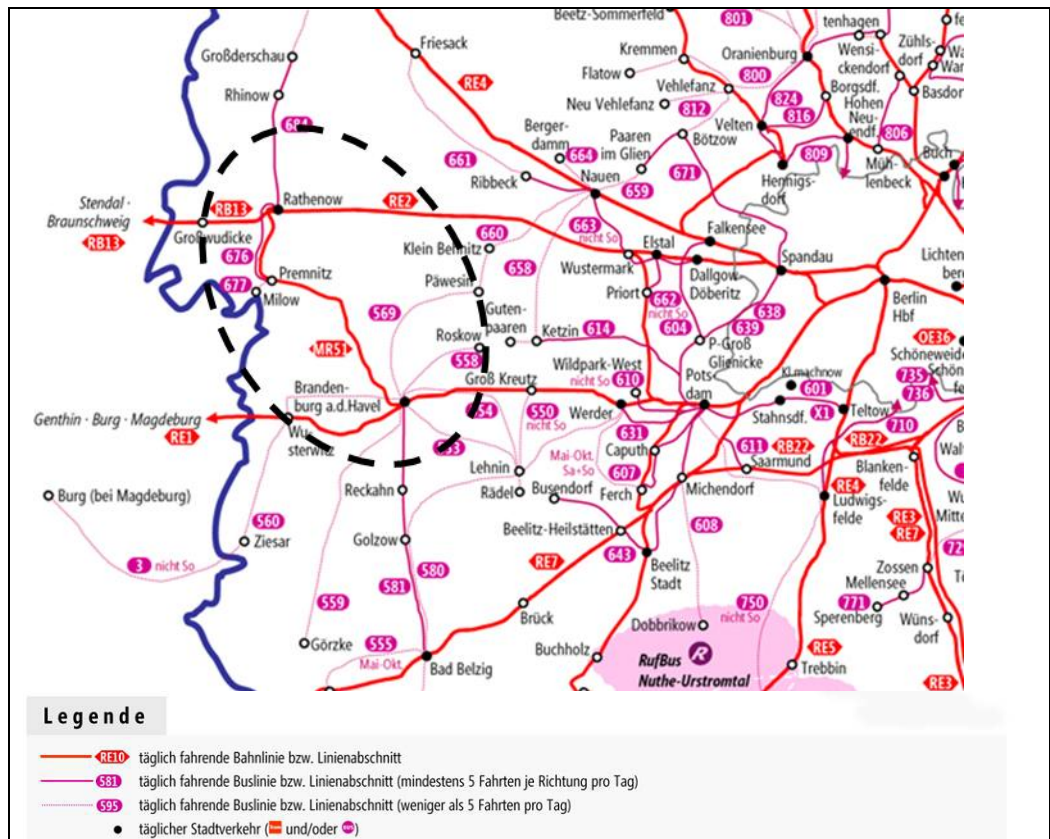 Beetz-Sommerfeld
801
tenhagen
Großderschau
Friesack
Kremmen
Oranienburg
Wensi-
ckendorf
Zühls-
dorf
Flatow
800
Rhinow
RE4
Vehlefanz
Borgsdf.
Basdor
Neu Vehlefanz
812
824
816
Hohen
Neu-
endf.
684
Berger-
damm
664
Paaren
im Glien
Velten
806
Bötzow
809
661
Müh-
lenbeck
Buch
Ribbeck
Nauen
659
671
Hennigs-
dorf
Stendal ·
Braunschweig
RB13
RB13
Rathenow
RE2
Großwudicke
663
nicht So
Falkensee
660
Elstal
Klein Behnitz
676
Spandau
Lichten
berg
658
Wustermark
Dallgow-
Döberitz
Premnitz
677
Päwesin
Priort
662
nicht So
Milow
Berlin
Hbf
569
Guten-
paaren
638
Ketzin
614
604
639
Roskow
OE36
MR51
558
P-Groß
Glienicke
Schöneweide
Wildpark-West
nicht So
610
Kl.machnow
735
736
Groß Kreutz
Pots-
dam
601
Branden-
burg a.d.Havel
554
550
nicht So
Werder
Stahnsdf.
X1
Teltow
710
Genthin · Burg · Magdeburg
RE1
Wu-
sterwitz
631
553
611
RB22
RB22
Mai-Okt.
Sa+So
Caputh
Saarmund
Lehnin
607
Blanken-
felde
Reckahn
Rädel
Busendorf
Ferch
Michendorf
RE4
Burg (bei Magdeburg)
Ludwigs-
felde
RE3
RE7
560
Beelitz-Heilstätten
608
Ziesar
Golzow
3
nicht So
RE7
643
580
Beelitz
Stadt
Zossen
581
Mellensee
559
Brück
750
nicht So
771
Sperenberg
Wüns-
dorf
Dobbrikow
Görzke
555
Mai-Okt.
Buchholz
RufBus
R
Nuthe-Urstromtal
RE5
Bad Belzig
Trebbin
RE3
Legende
RE10 täglich fahrende Bahnlinie bzw. Linienabschnitt
581 täglich fahrende Buslinie bzw. Linienabschnitt (mindestens 5 Fahrten je Richtung pro Tag)
595 täglich fahrende Buslinie bzw. Linienabschnitt (weniger als 5 Fahrten pro Tag)
täglicher Stadtverkehr ( und/oder )